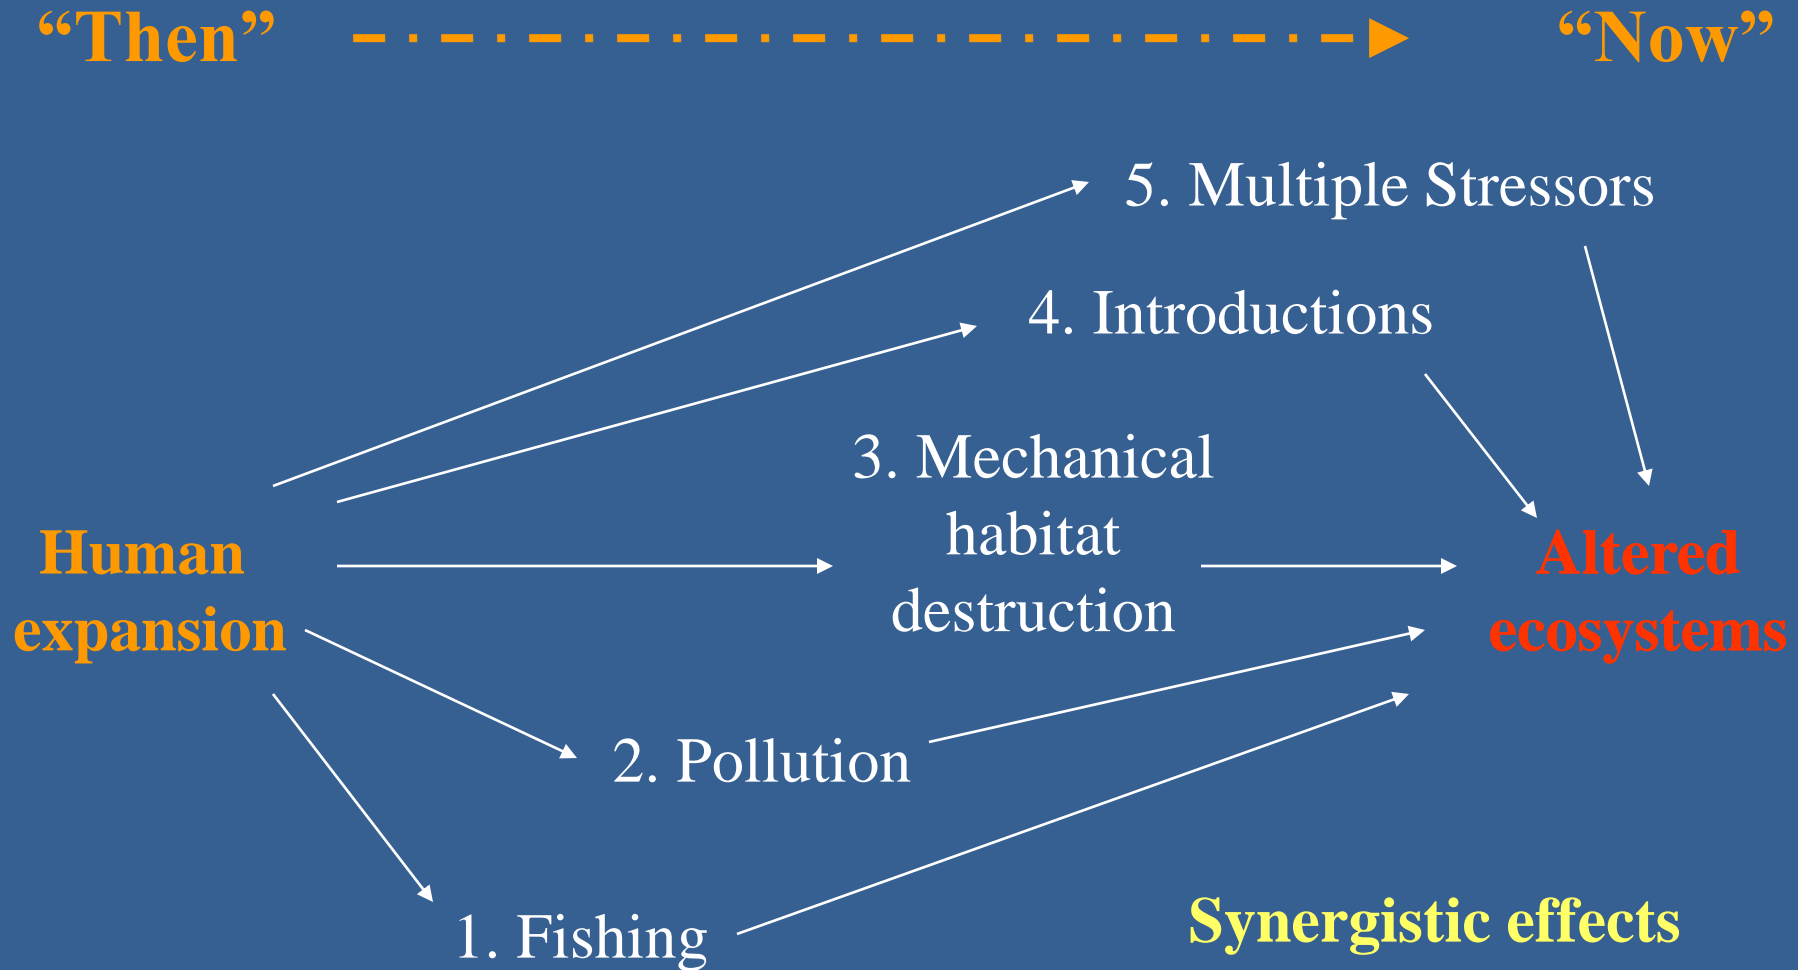 “Then”
“Now”
5. Multiple Stressors
4. Introductions
3. Mechanical
habitat
destruction
Human
expansion
Altered
ecosystems
2. Pollution
1. Fishing
Synergistic effects